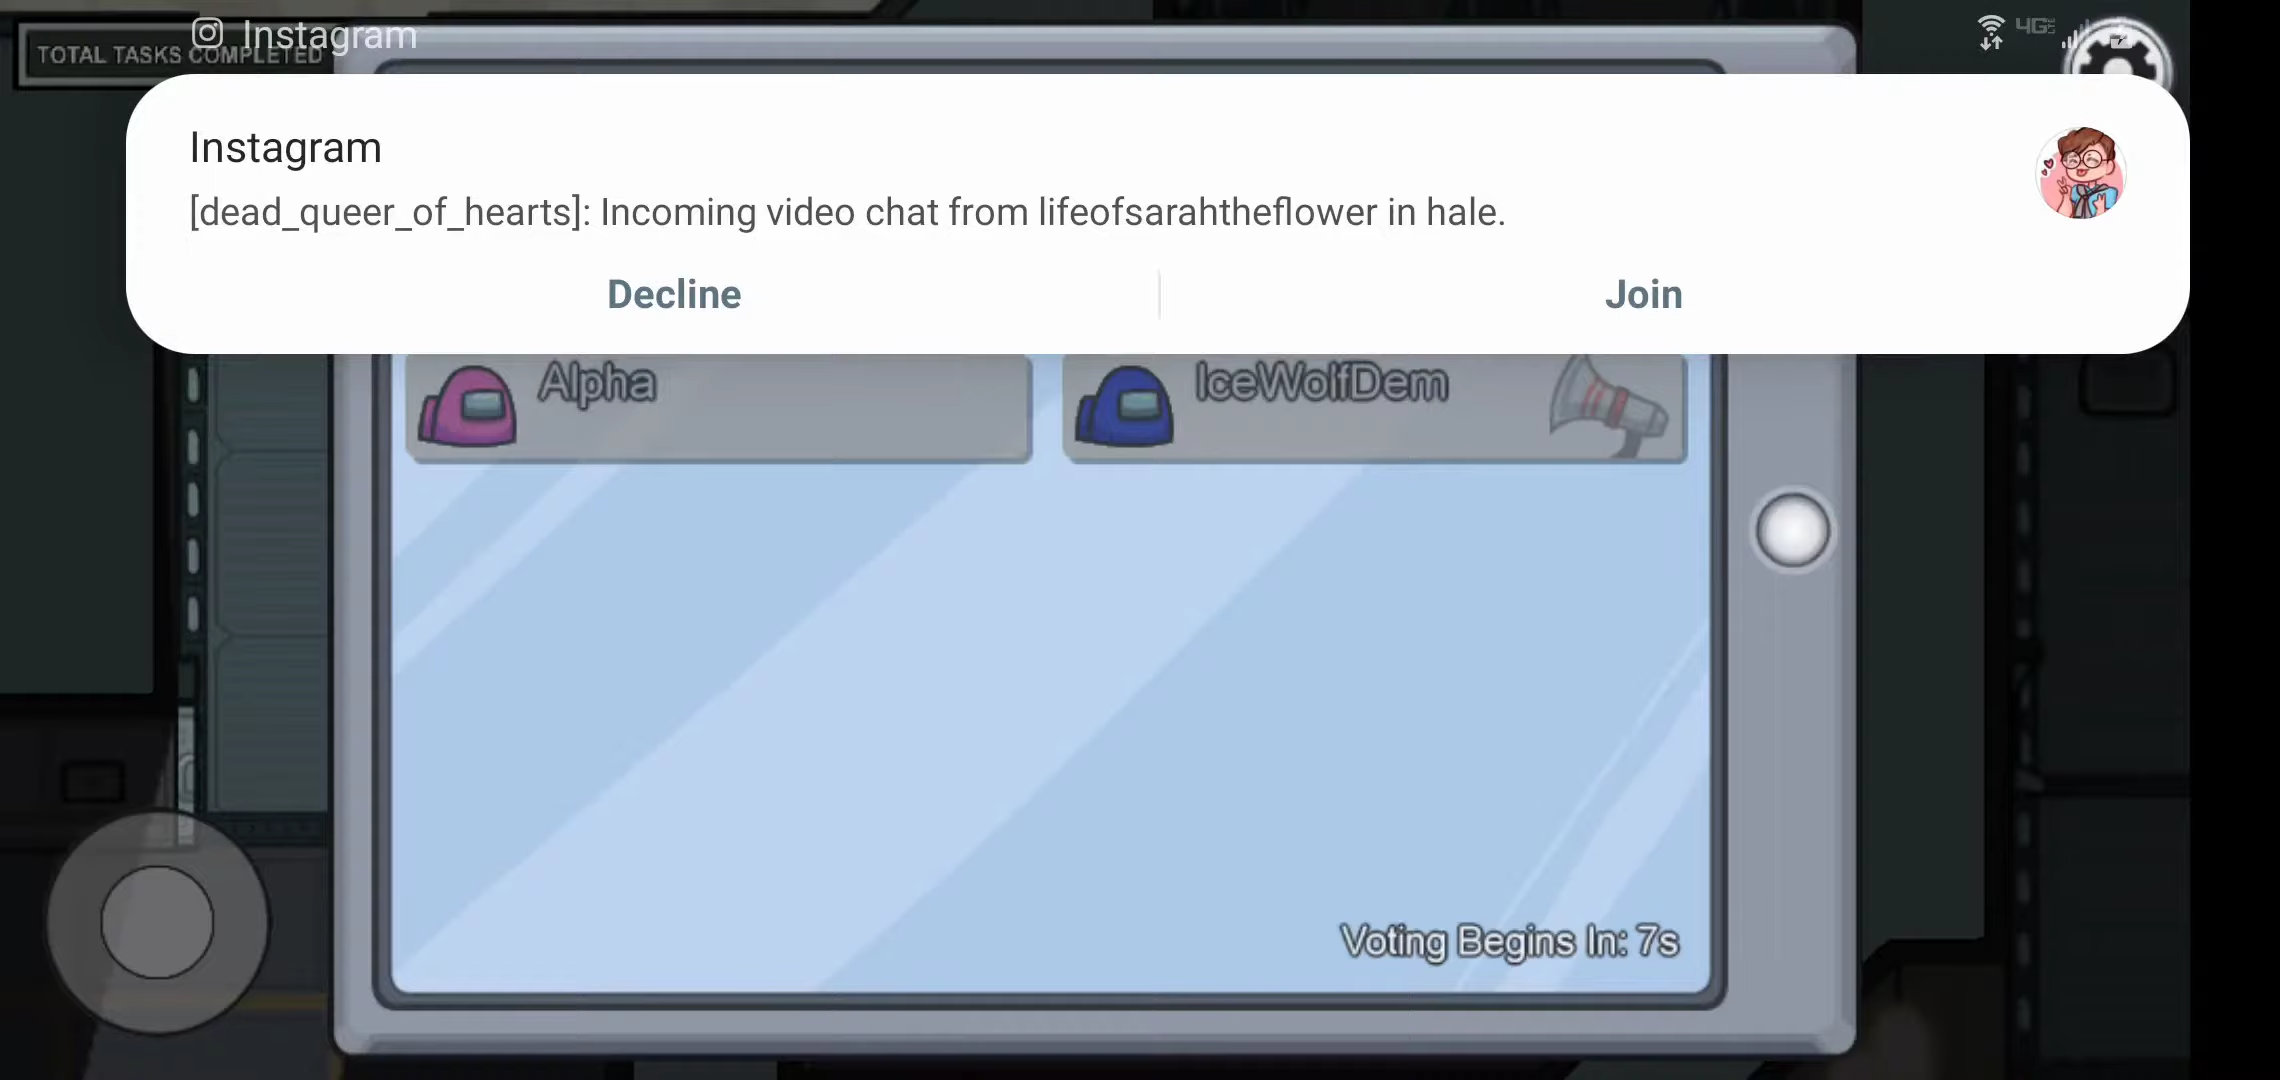 Instagram
TOTAL TASKS COMPLETED
4G
Instagram
[dead_queer_of_hearts]: Incoming video chat from lifeofsarahtheflower in hale.
Decline
Join
Alpha
IceWolfDem
Voting Begins In: 7s